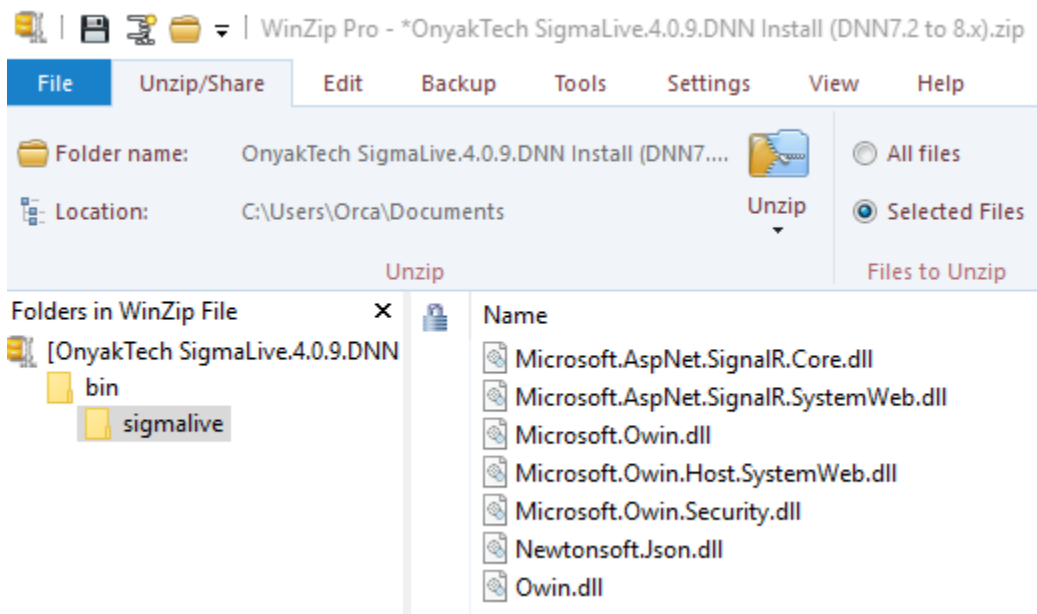 WinZip Pro - *OnyakTech SigmaLive.4.0.9.DNN Install (DNN7.2 to 8.x).zip
File Unzip/Share Edit Backup Tools Settings View Help
Folder name: OnyakTech SigmaLive.4.0.9.DNN Install (DNN7....
Location: C:\Users\Orca\Documents
Unzip
All files
Selected Files
Unzip
Files to Unzip
Folders in WinZip File
[OnyakTech SigmaLive.4.0.9.DNN
bin
sigmalive
Name
Microsoft.AspNet.SignalR.Core.dll
Microsoft.AspNet.SignalR.SystemWeb.dll
Microsoft.Owin.dll
Microsoft.Owin.Host.SystemWeb.dll
Microsoft.Owin.Security.dll
Newtonsoft.Json.dll
Owin.dll